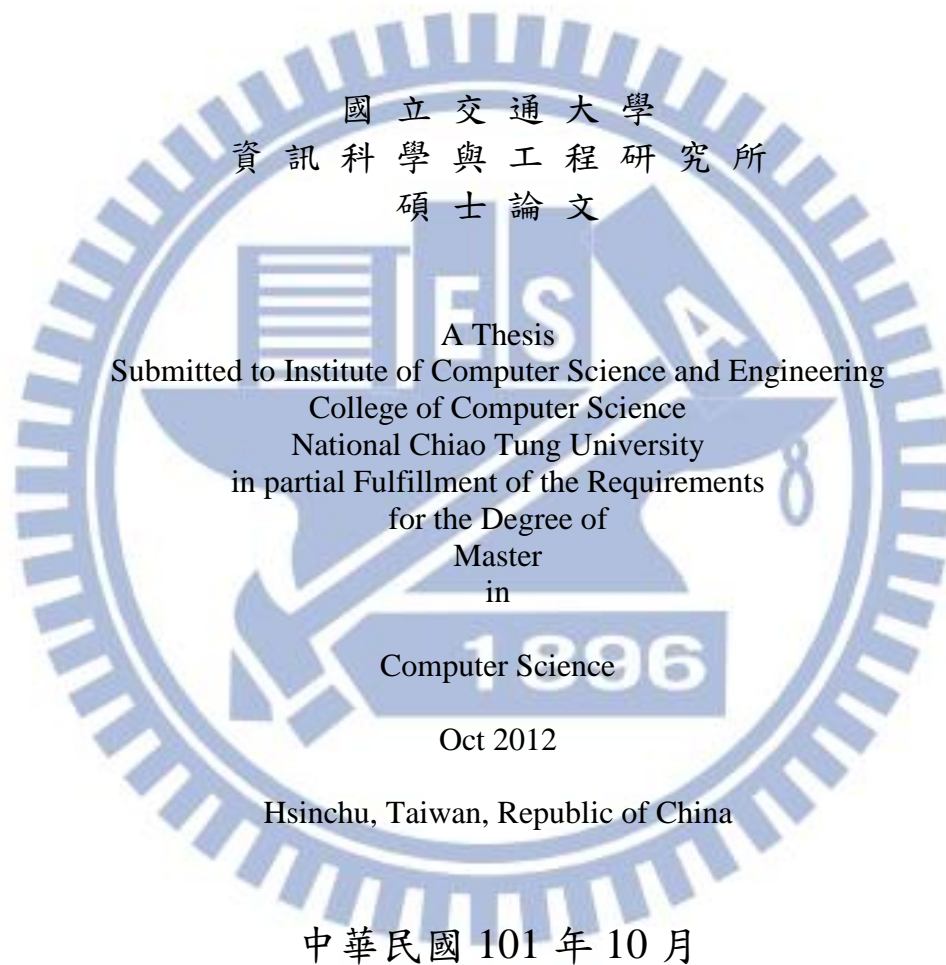 國 立 交 通 大 學
資 訊 科 學 與 工 程 研 究 所
碩 士 論 文
E S A
A Thesis
Submitted to Institute of Computer Science and Engineering
College of Computer Science
National Chiao Tung University
in partial Fulfillment of the Requirements
for the Degree of
Master
in
1896
Computer Science
Oct 2012
Hsinchu, Taiwan, Republic of China
中華民國 101 年 10 月